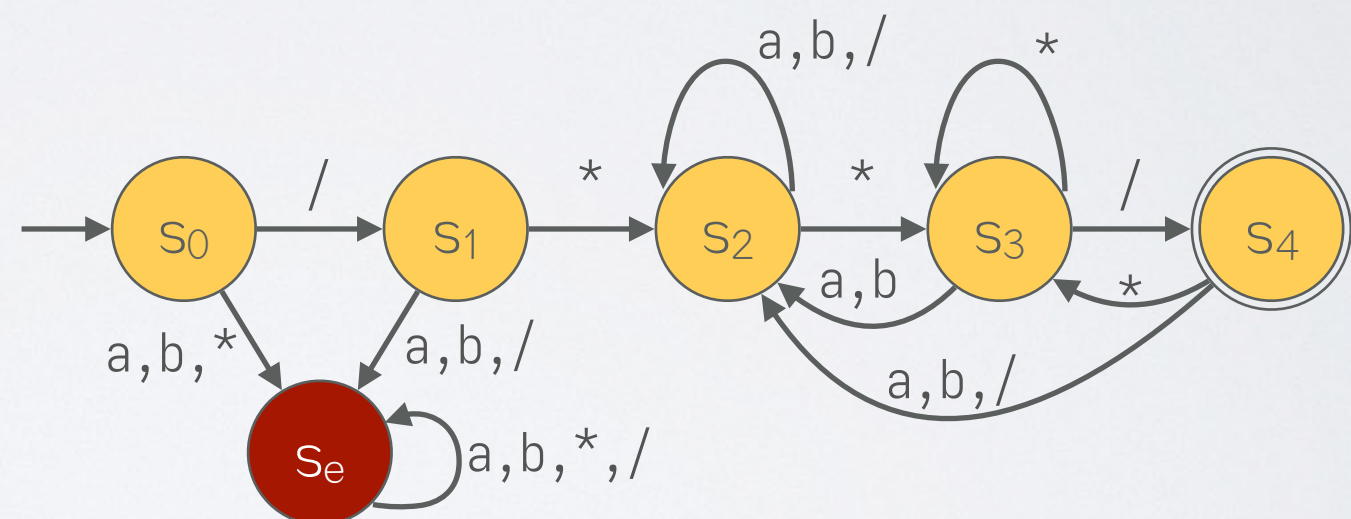 a,b,/
*
/
*
*
/
S0
S1
S2
S3
S4
a,b
*
a,b,*
a,b,/
a,b,/
Se
a,b,*,/